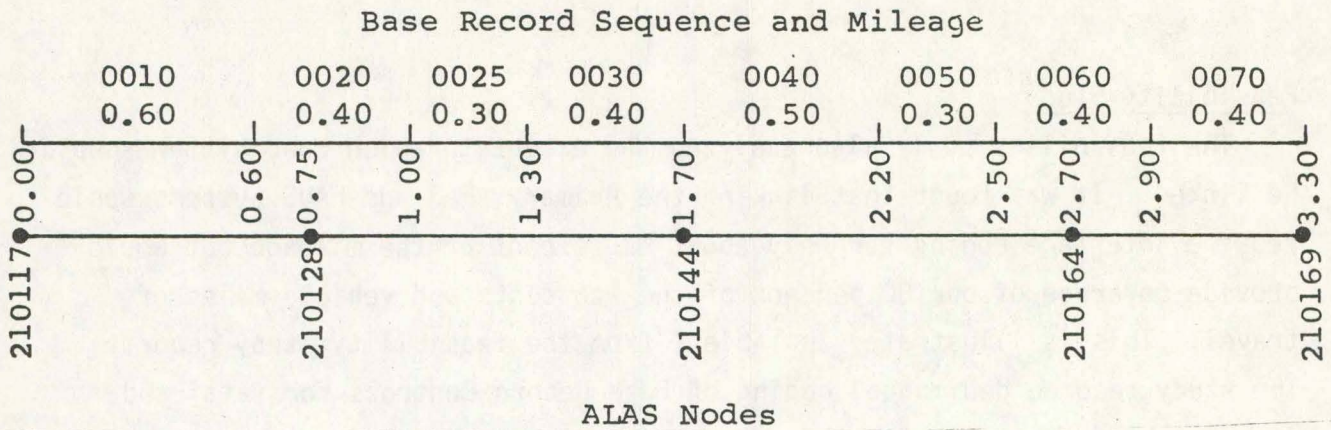 Base Record Sequence and Mileage
0010 0020 0025 0030 0040 0050 0060 0070
0.60 0.40 0.30 0.40 0.50 0.30 0.40 0.40
0.00 0.60 0.75 1.00 1.30 1.70 2.20 2.50 2.70 2.90 3.30
210117 210128 210144 21064 210169
ALAS Nodes